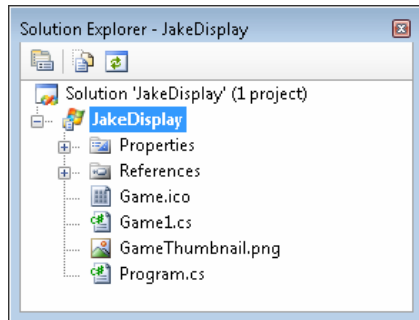 Solution Explorer - JakeDisplay
Solution 'JakeDisplay' (1 project)
JakeDisplay
Properties
References
Game.ico
Game1.cs
GameThumbnail.png
Program.cs